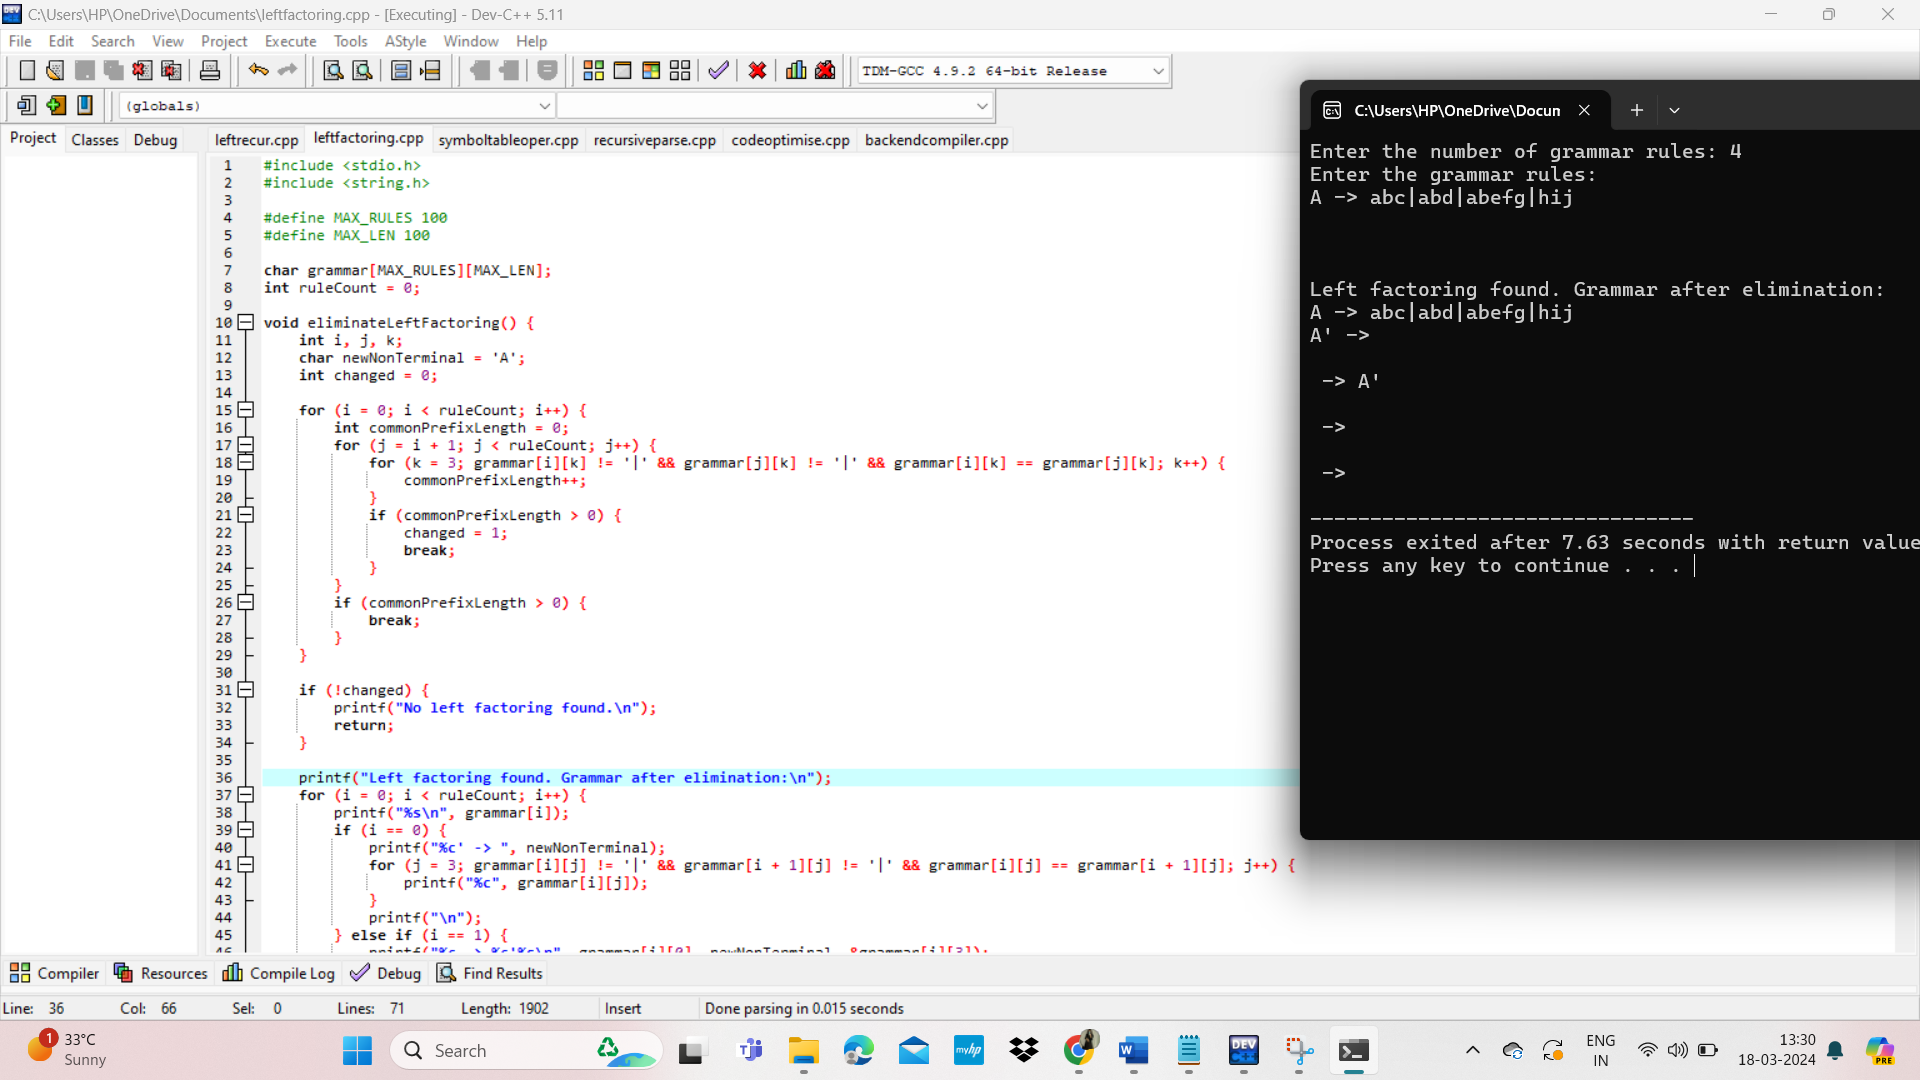 C:\Users\HP\OneDrive\Documents\leftfactoring.cpp - [Executing] - Dev-C++ 5.11
File Edit Search View Project Execute Tools AStyle Window Help
TDM-GCC 4.9.2 64-bit Release
(globals)
Project Classes Debug
leftrecur.cpp leftfactoring.cpp symboltableoper.cpp recursiveparse.cpp codeoptimise.cpp backendcompiler.cpp
1 #include <stdio.h>
2 #include <string.h>
3
4 #define MAX_RULES 100
5 #define MAX_LEN 100
6
7 char grammar[MAX_RULES][MAX_LEN];
8 int ruleCount = 0;
9
10 void eliminateLeftFactoring() {
11 int i, j, k;
12 char newNonTerminal = 'A';
13 int changed = 0;
14
15 for (i = 0; i < ruleCount; i++) {
16 int commonPrefixLength = 0;
17 for (j = i + 1; j < ruleCount; j++) {
18 for (k = 3; grammar[i][k] != '|' && grammar[j][k] != '|' && grammar[i][k] == grammar[j][k]; k++) {
19 commonPrefixLength++;
20 }
21 if (commonPrefixLength > 0) {
22 changed = 1;
23 break;
24 }
25 }
26 if (commonPrefixLength > 0) {
27 break;
28 }
29 }
30
31 if (!changed) {
32 printf("No left factoring found.\n");
33 return;
34 }
35
36 printf("Left factoring found. Grammar after elimination:\n");
37 for (i = 0; i < ruleCount; i++) {
38 printf("%s\n", grammar[i]);
39 if (i == 0) {
40 printf("%c' -> ", newNonTerminal);
41 for (j = 3; grammar[i][j] != '|' && grammar[i + 1][j] != '|' && grammar[i][j] == grammar[i + 1][j]; j++) {
42 printf("%c", grammar[i][j]);
43 }
44 printf("\n");
45 } else if (i == 1) {
C:\Users\HP\OneDrive\Docun
Enter the number of grammar rules: 4
Enter the grammar rules:
A -> abc|abd|abefg|hij
Left factoring found. Grammar after elimination:
A -> abc|abd|abefg|hij
A' ->
-> A'
->
->
--------------------------------
Process exited after 7.63 seconds with return value
Press any key to continue . . .
Compiler Resources Compile Log Debug Find Results
Line: 36 Col: 66 Sel: 0 Lines: 71 Length: 1902 Insert Done parsing in 0.015 seconds
1
33°C
Sunny
Search
myhp
DEV
ENG
IN
13:30
18-03-2024
PRE